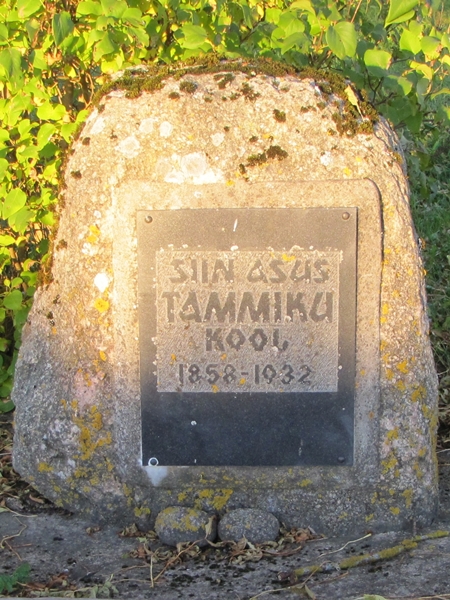 SIIN ASUS
TAMMIKU
KOOL
1858-1932